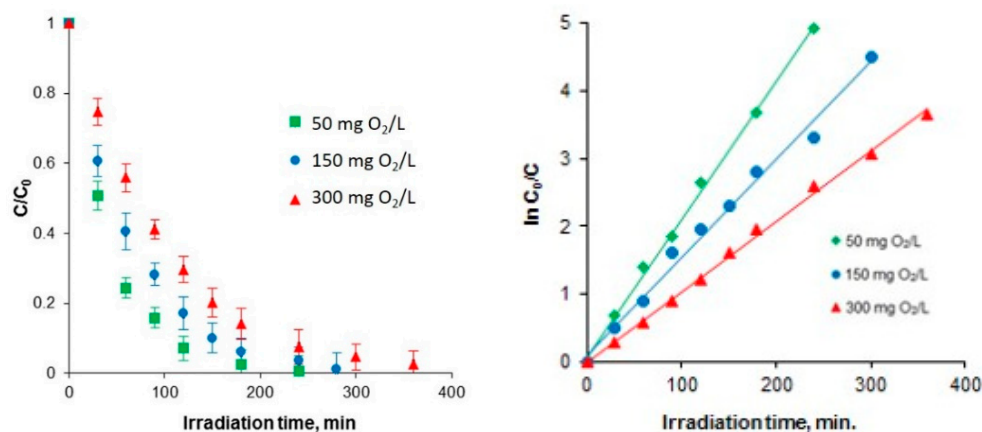 1
0.8
0.6
0.4
0.2
0
0
100
200
300
400
C/C₀
Irradiation time, min
50 mg O₂/L
150 mg O₂/L
300 mg O₂/L
5
4
3
2
1
0
0
100
200
300
400
ln C₀/C
Irradiation time, min.
50 mg O₂/L
150 mg O₂/L
300 mg O₂/L